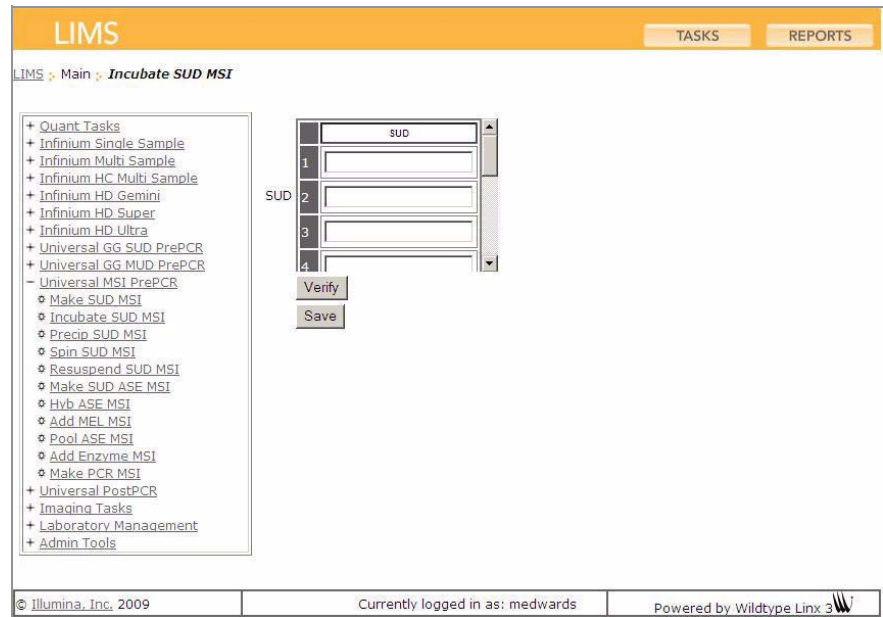 LIMS
TASKS
REPORTS
LIMS : Main : Incubate SUD MSI
+ Quant Tasks
+ Infinium Single Sample
+ Infinium Multi Sample
+ Infinium HC Multi Sample
+ Infinium HD Gemini
+ Infinium HD Super
+ Infinium HD Ultra
+ Universal GG SUD PrePCR
+ Universal GG MUD PrePCR
- Universal MSI PrePCR
Make SUD MSI
Incubate SUD MSI
Precip SUD MSI
Spin SUD MSI
Resuspend SUD MSI
Make SUD ASE MSI
Hyb ASE MSI
Add MEL MSI
Pool ASE MSI
Add Enzyme MSI
Make PCR MSI
+ Universal PostPCR
+ Imaging Tasks
+ Laboratory Management
+ Admin Tools
SUD
SUD
1
2
3
4
Verify
Save
© Illumina, Inc. 2009
Currently logged in as: medwards
Powered by Wildtype Linx 3